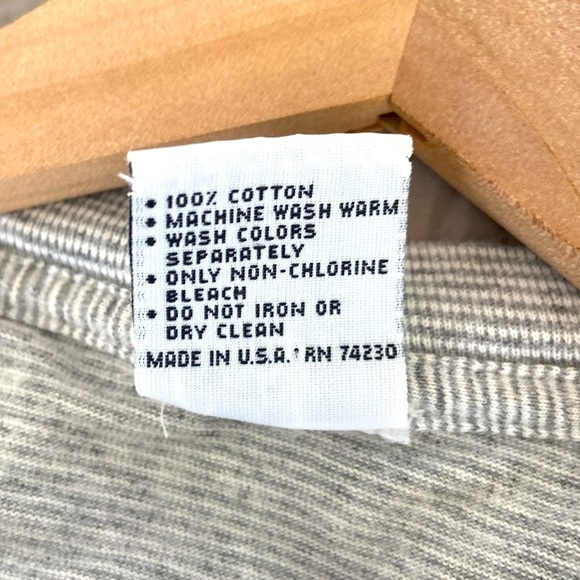 • 100% COTTON
• MACHINE WASH WARM
• WASH COLORS
SEPARATELY
• ONLY NON-CHLORINE
BLEACH
• DO NOT IRON OR
DRY CLEAN
MADE IN U.S.A. RN 74230